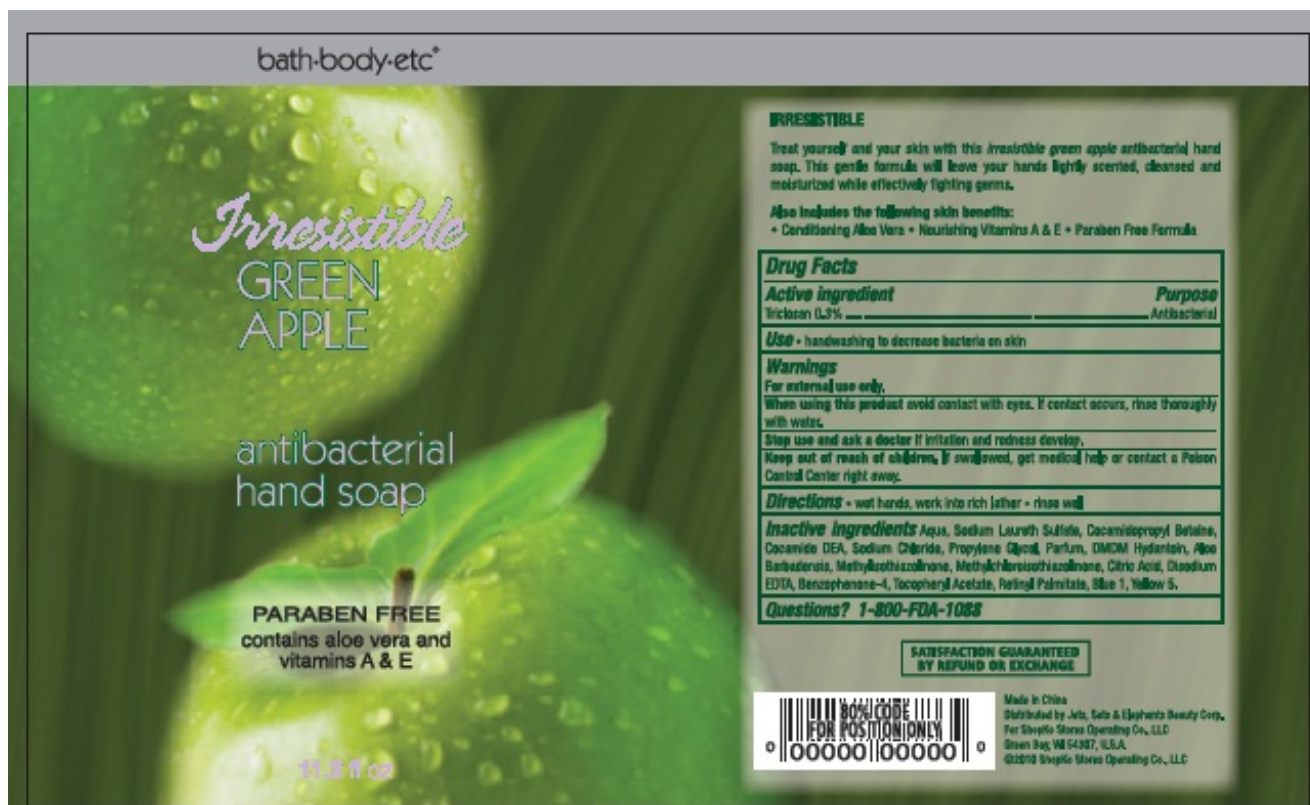 bath•body•etc®
Irresistible
GREEN
APPLE
antibacterial
hand soap
PARABEN FREE
contains aloe vera and
vitamins A & E
fl oz
IRRESISTIBLE
Treat yourself and your skin with this irresistible green apple antibacterial hand
soap. This gentle formula will leave your hands lightly scented, cleansed and
moisturized while effectively fighting germs.
Also includes the following skin benefits:
• Conditioning Aloe Vera • Nourishing Vitamins A & E • Paraben Free Formula
Drug Facts
Active ingredient Purpose
Triclosan 0.3% Antibacterial
Use • handwashing to decrease bacteria on skin
Warnings
For external use only.
When using this product avoid contact with eyes. If contact occurs, rinse thoroughly
with water.
Stop use and ask a doctor if irritation and redness develop.
Keep out of reach of children. If swallowed, get medical help or contact a Poison
Control Center right away.
Directions • wet hands, work into rich lather • rinse well
Inactive ingredients Aqua, Sodium Laureth Sulfate, Cocamidopropyl Betaine,
Cocamide DEA, Sodium Chloride, Propylene Glycol, Parfum, DMDM Hydantoin, Aloe
Barbadensis, Methylisothiazolinone, Methylchloroisothiazolinone, Citric Acid, Disodium
EDTA, Benzophenone-4, Tocopheryl Acetate, Retinyl Palmitate, Blue 1, Yellow 5.
Questions? 1-800-FDA-1088
SATISFACTION GUARANTEED
BY REFUND OR EXCHANGE
80% CODE
FOR POSITION ONLY
0 00000 00000 0
Made in China
Distributed by Jets, Sets & Elephants Beauty Corp.
For ShopKo Stores Operating Co., LLC
Green Bay, WI 54307, U.S.A.
©2010 ShopKo Stores Operating Co., LLC